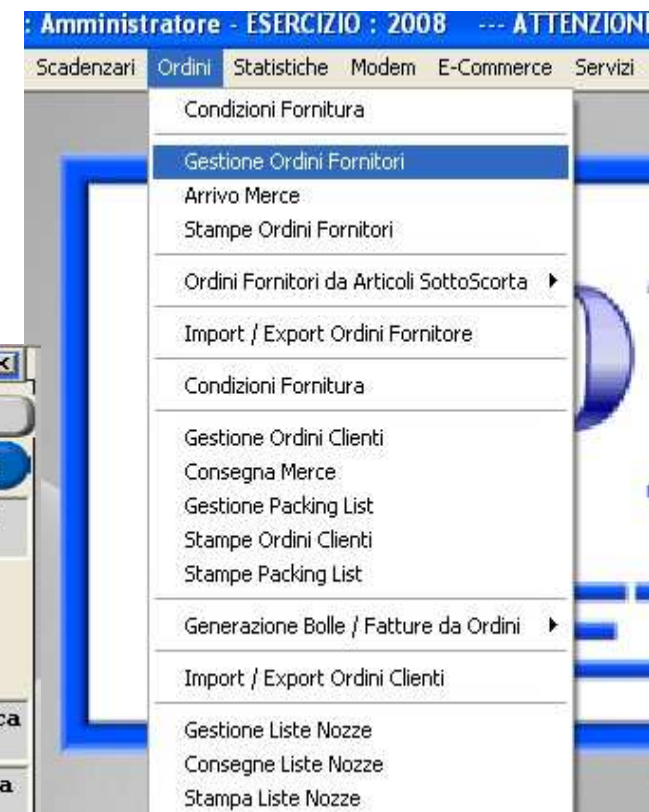 : Amministratore - ESERCIZIO : 2008 --- ATTENZIONE
Scadenzari Ordini Statistiche Modem E-Commerce Servizi
Condizioni Fornitura
Gestione Ordini Fornitori
Arrivo Merce
Stampe Ordini Fornitori
Ordini Fornitori da Articoli SottoScorta
Import / Export Ordini Fornitore
Condizioni Fornitura
Gestione Ordini Clienti
Consegna Merce
Gestione Packing List
Stampe Ordini Clienti
Stampe Packing List
Generazione Bolle / Fatture da Ordini
Import / Export Ordini Clienti
Gestione Liste Nozze
Consegne Liste Nozze
Stampa Liste Nozze